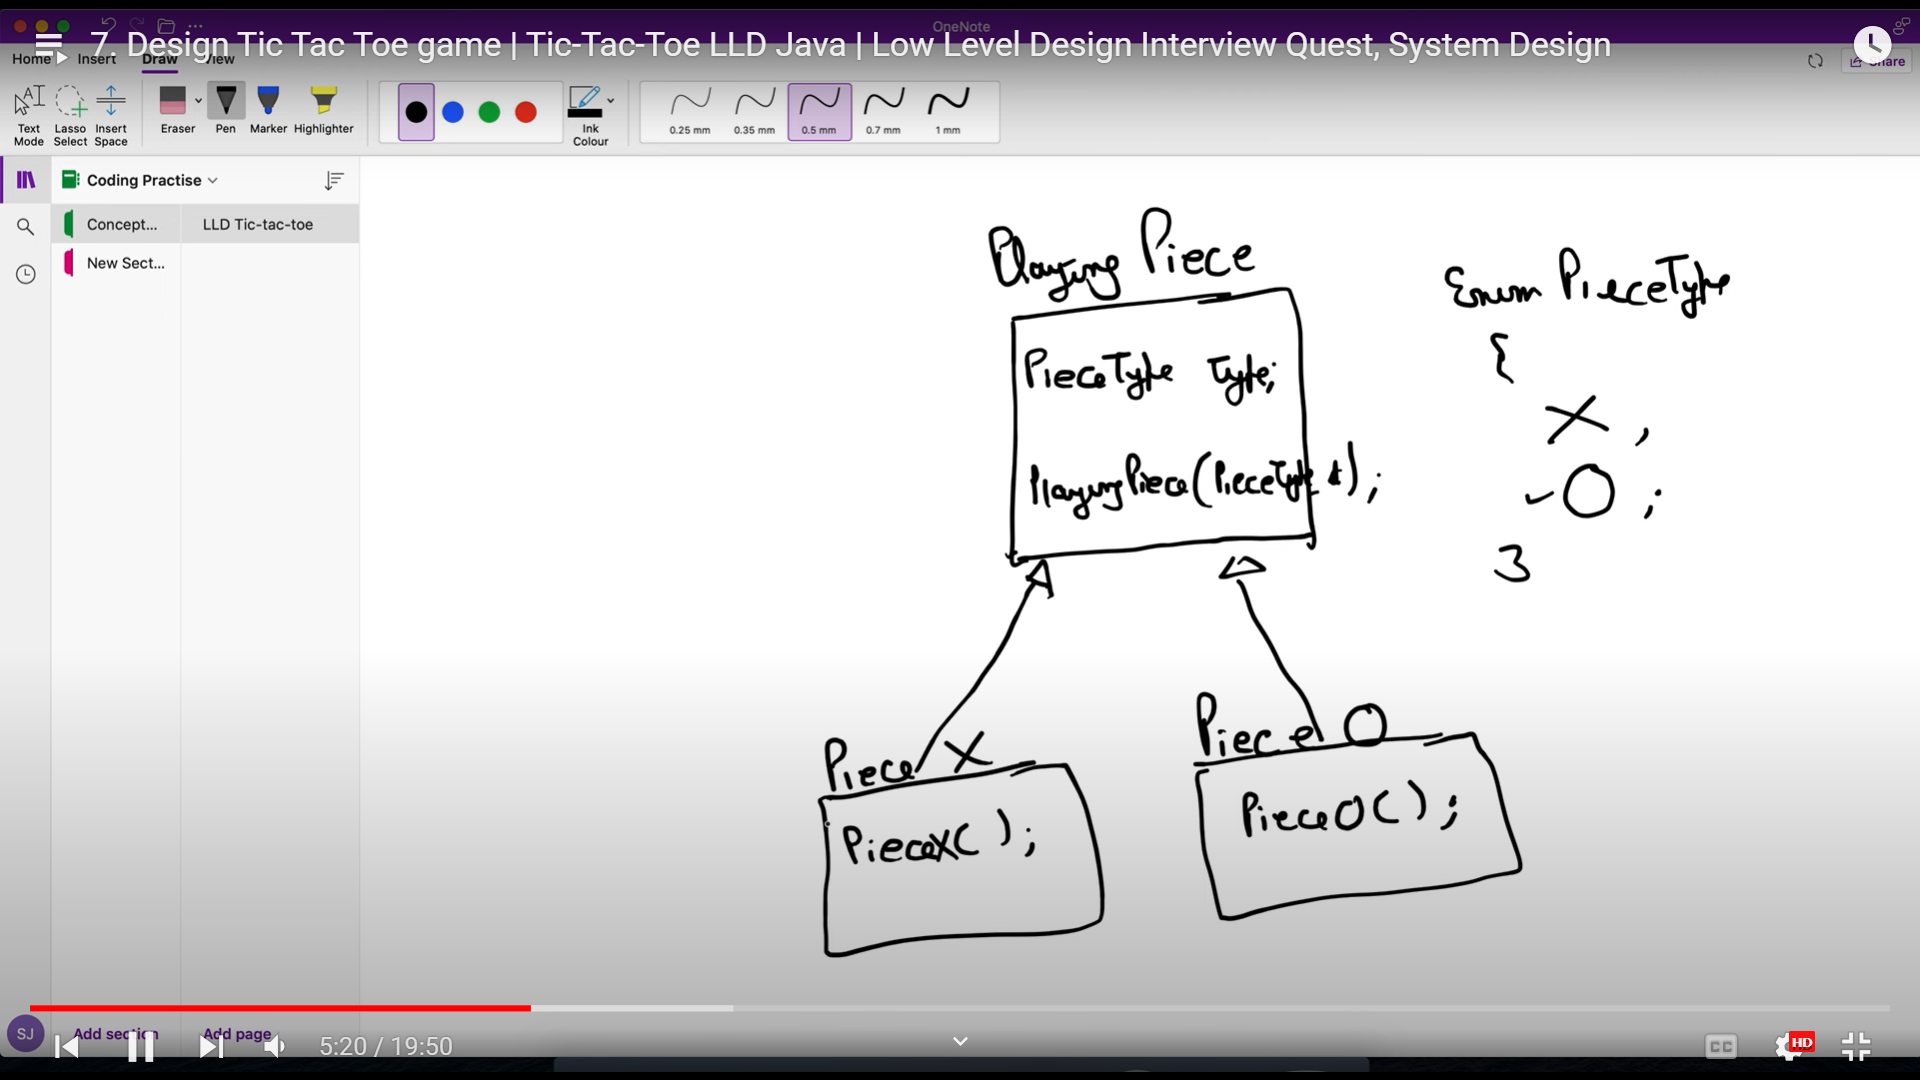 OneNote
7. Design Tic Tac Toe game | Tic-Tac-Toe LLD Java | Low Level Design Interview Quest, System Design
Home Insert Draw View Share
Text Mode
Lasso Select
Insert Space
Eraser
Pen
Marker
Highlighter
Ink Colour
0.25 mm 0.35 mm 0.5 mm 0.7 mm 1 mm
Coding Practise
Concept... LLD Tic-tac-toe
New Sect...
Playing Piece
PieceType Type;
PlayingPiece(PieceType t);
Enum PieceType
{
X ,
O ;
}
Piece X
PieceX( );
Piece O
PieceO( );
SJ Add section Add page
5:20 / 19:50
CC HD